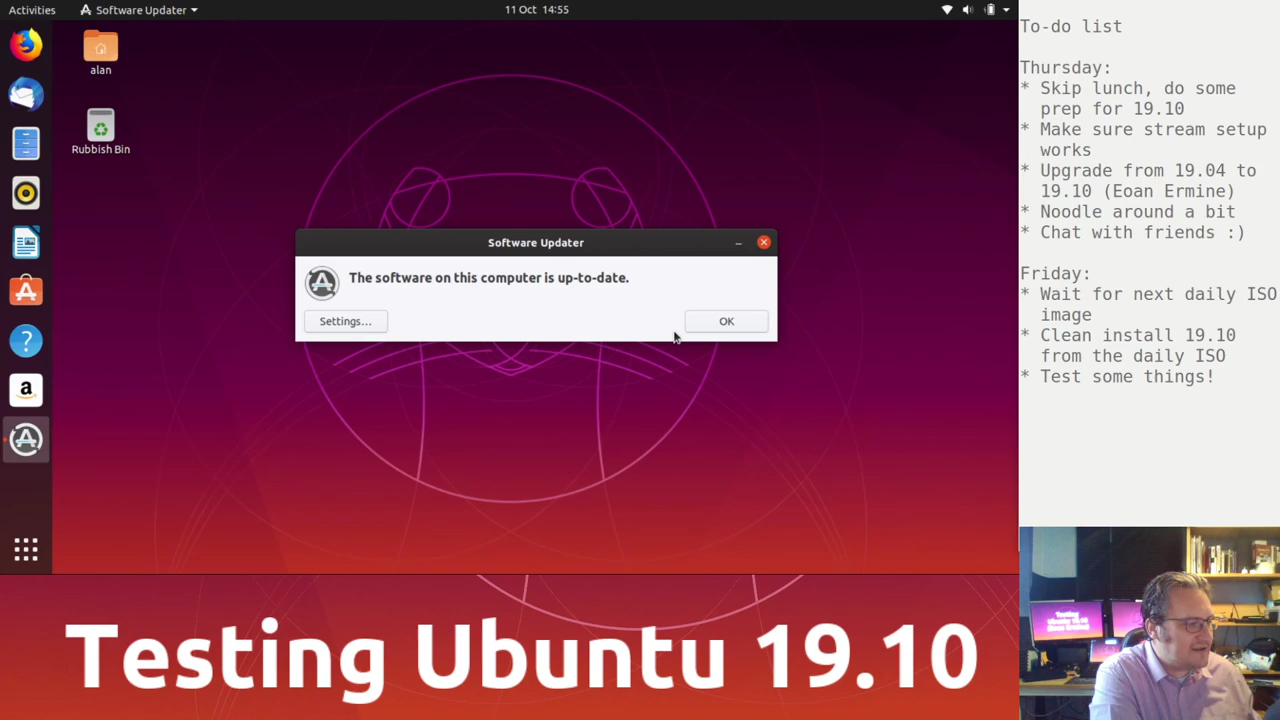 Activities
Software Updater
11 Oct 14:55
alan
Rubbish Bin
Software Updater
The software on this computer is up-to-date.
Settings...
OK
To-do list
Thursday:
* Skip lunch, do some
prep for 19.10
* Make sure stream setup
works
* Upgrade from 19.04 to
19.10 (Eoan Ermine)
* Noodle around a bit
* Chat with friends :)
Friday:
* Wait for next daily ISO
image
* Clean install 19.10
from the daily ISO
* Test some things!
Testing Ubuntu 19.10